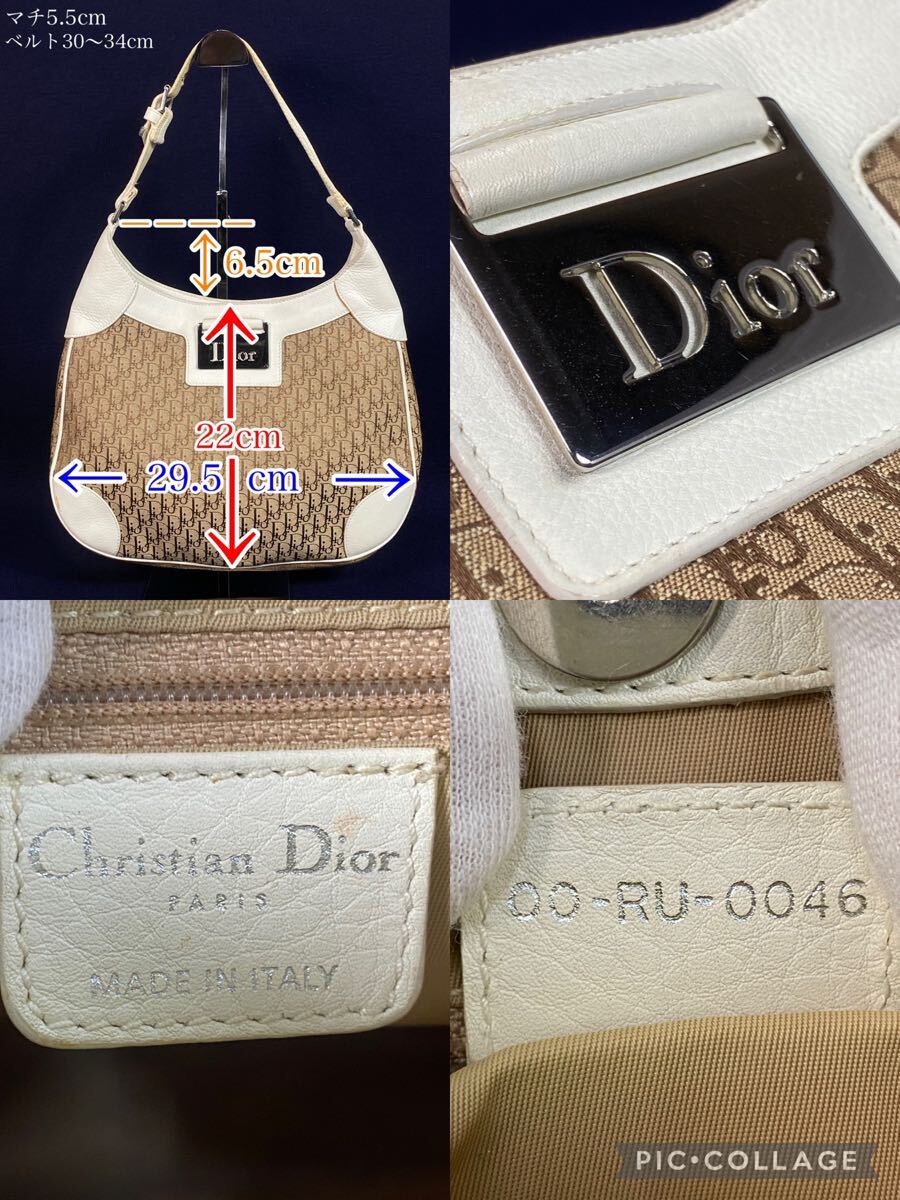 マチ5.5cm
ベルト30〜34cm
6.5cm
Dior
22cm
29.5 cm
Dior
Christian Dior
PARIS
MADE IN ITALY
00-RU-0046
PIC•COLLAGE